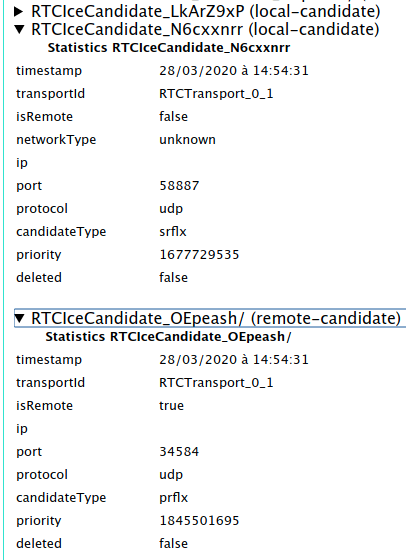 ▶ RTCIceCandidate_LkArZ9xP (local-candidate)
▼ RTCIceCandidate_N6cxxnrr (local-candidate)
Statistics RTCIceCandidate_N6cxxnrr
timestamp 28/03/2020 à 14:54:31
transportId RTCTransport_0_1
isRemote false
networkType unknown
ip
port 58887
protocol udp
candidateType srflx
priority 1677729535
deleted false
▼ RTCIceCandidate_OEpeash/ (remote-candidate)
Statistics RTCIceCandidate_OEpeash/
timestamp 28/03/2020 à 14:54:31
transportId RTCTransport_0_1
isRemote true
ip
port 34584
protocol udp
candidateType prflx
priority 1845501695
deleted false